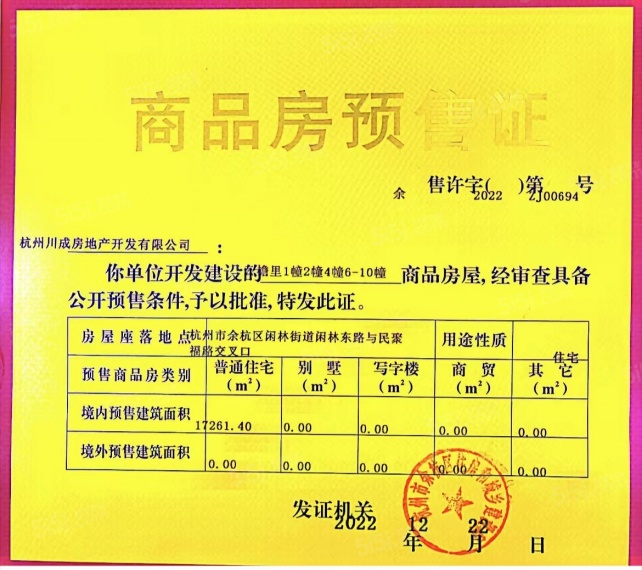 商品房预售证
余 售许字( 2022 )第 ZJ00694 号
杭州川成房地产开发有限公司 :
你单位开发建设的 里1幢2幢4幢6-10幢 商品房屋,经审查具备
公开预售条件,予以批准,特发此证。
房屋座落地点 杭州市余杭区闲林街道闲林东路与民聚福路交叉口 用途性质 住宅
预售商品房类别 普通住宅(m²) 别墅(m²) 写字楼(m²) 商贸(m²) 其它(m²)
境内预售建筑面积 17261.40 0.00 0.00 0.00 0.00
境外预售建筑面积 0.00 0.00 0.00 0.00 0.00
发证机关
2022 年 12 月 22 日